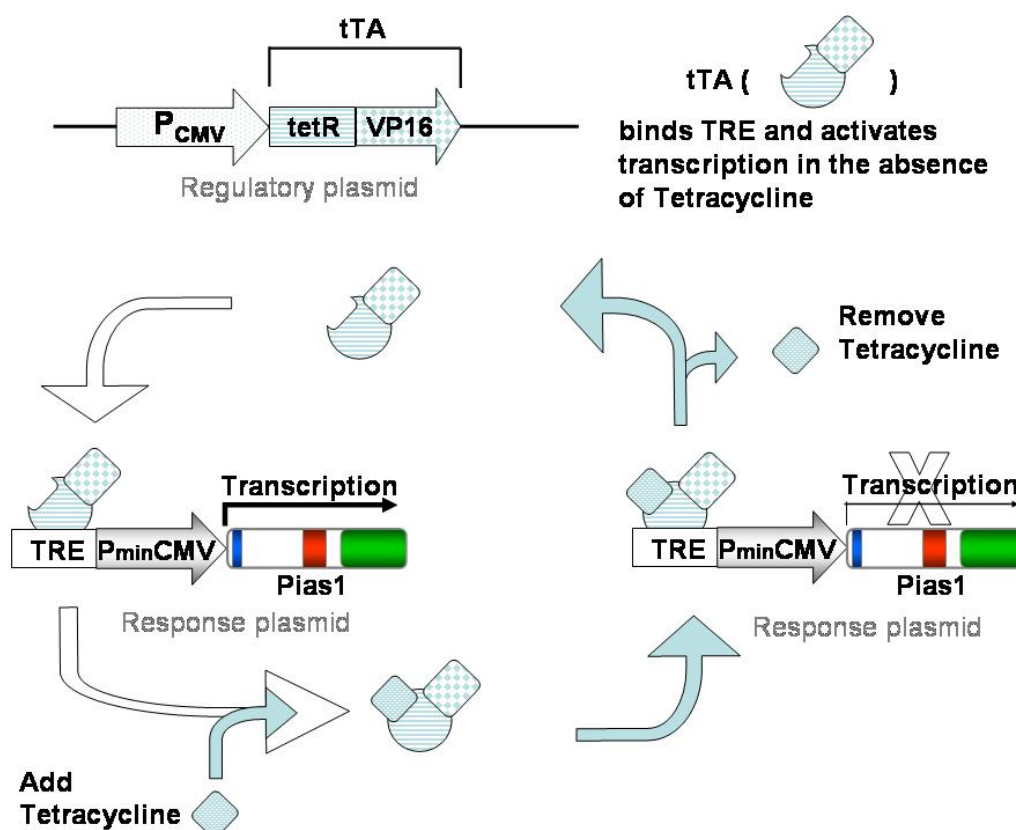 tTA
P CMV
tetR
VP16
Regulatory plasmid
tTA ( )
binds TRE and activates
transcription in the absence
of Tetracycline
Remove
Tetracycline
Transcription
TRE
PminCMV
Pias1
Response plasmid
Transcription
TRE
PminCMV
Pias1
Response plasmid
Add
Tetracycline